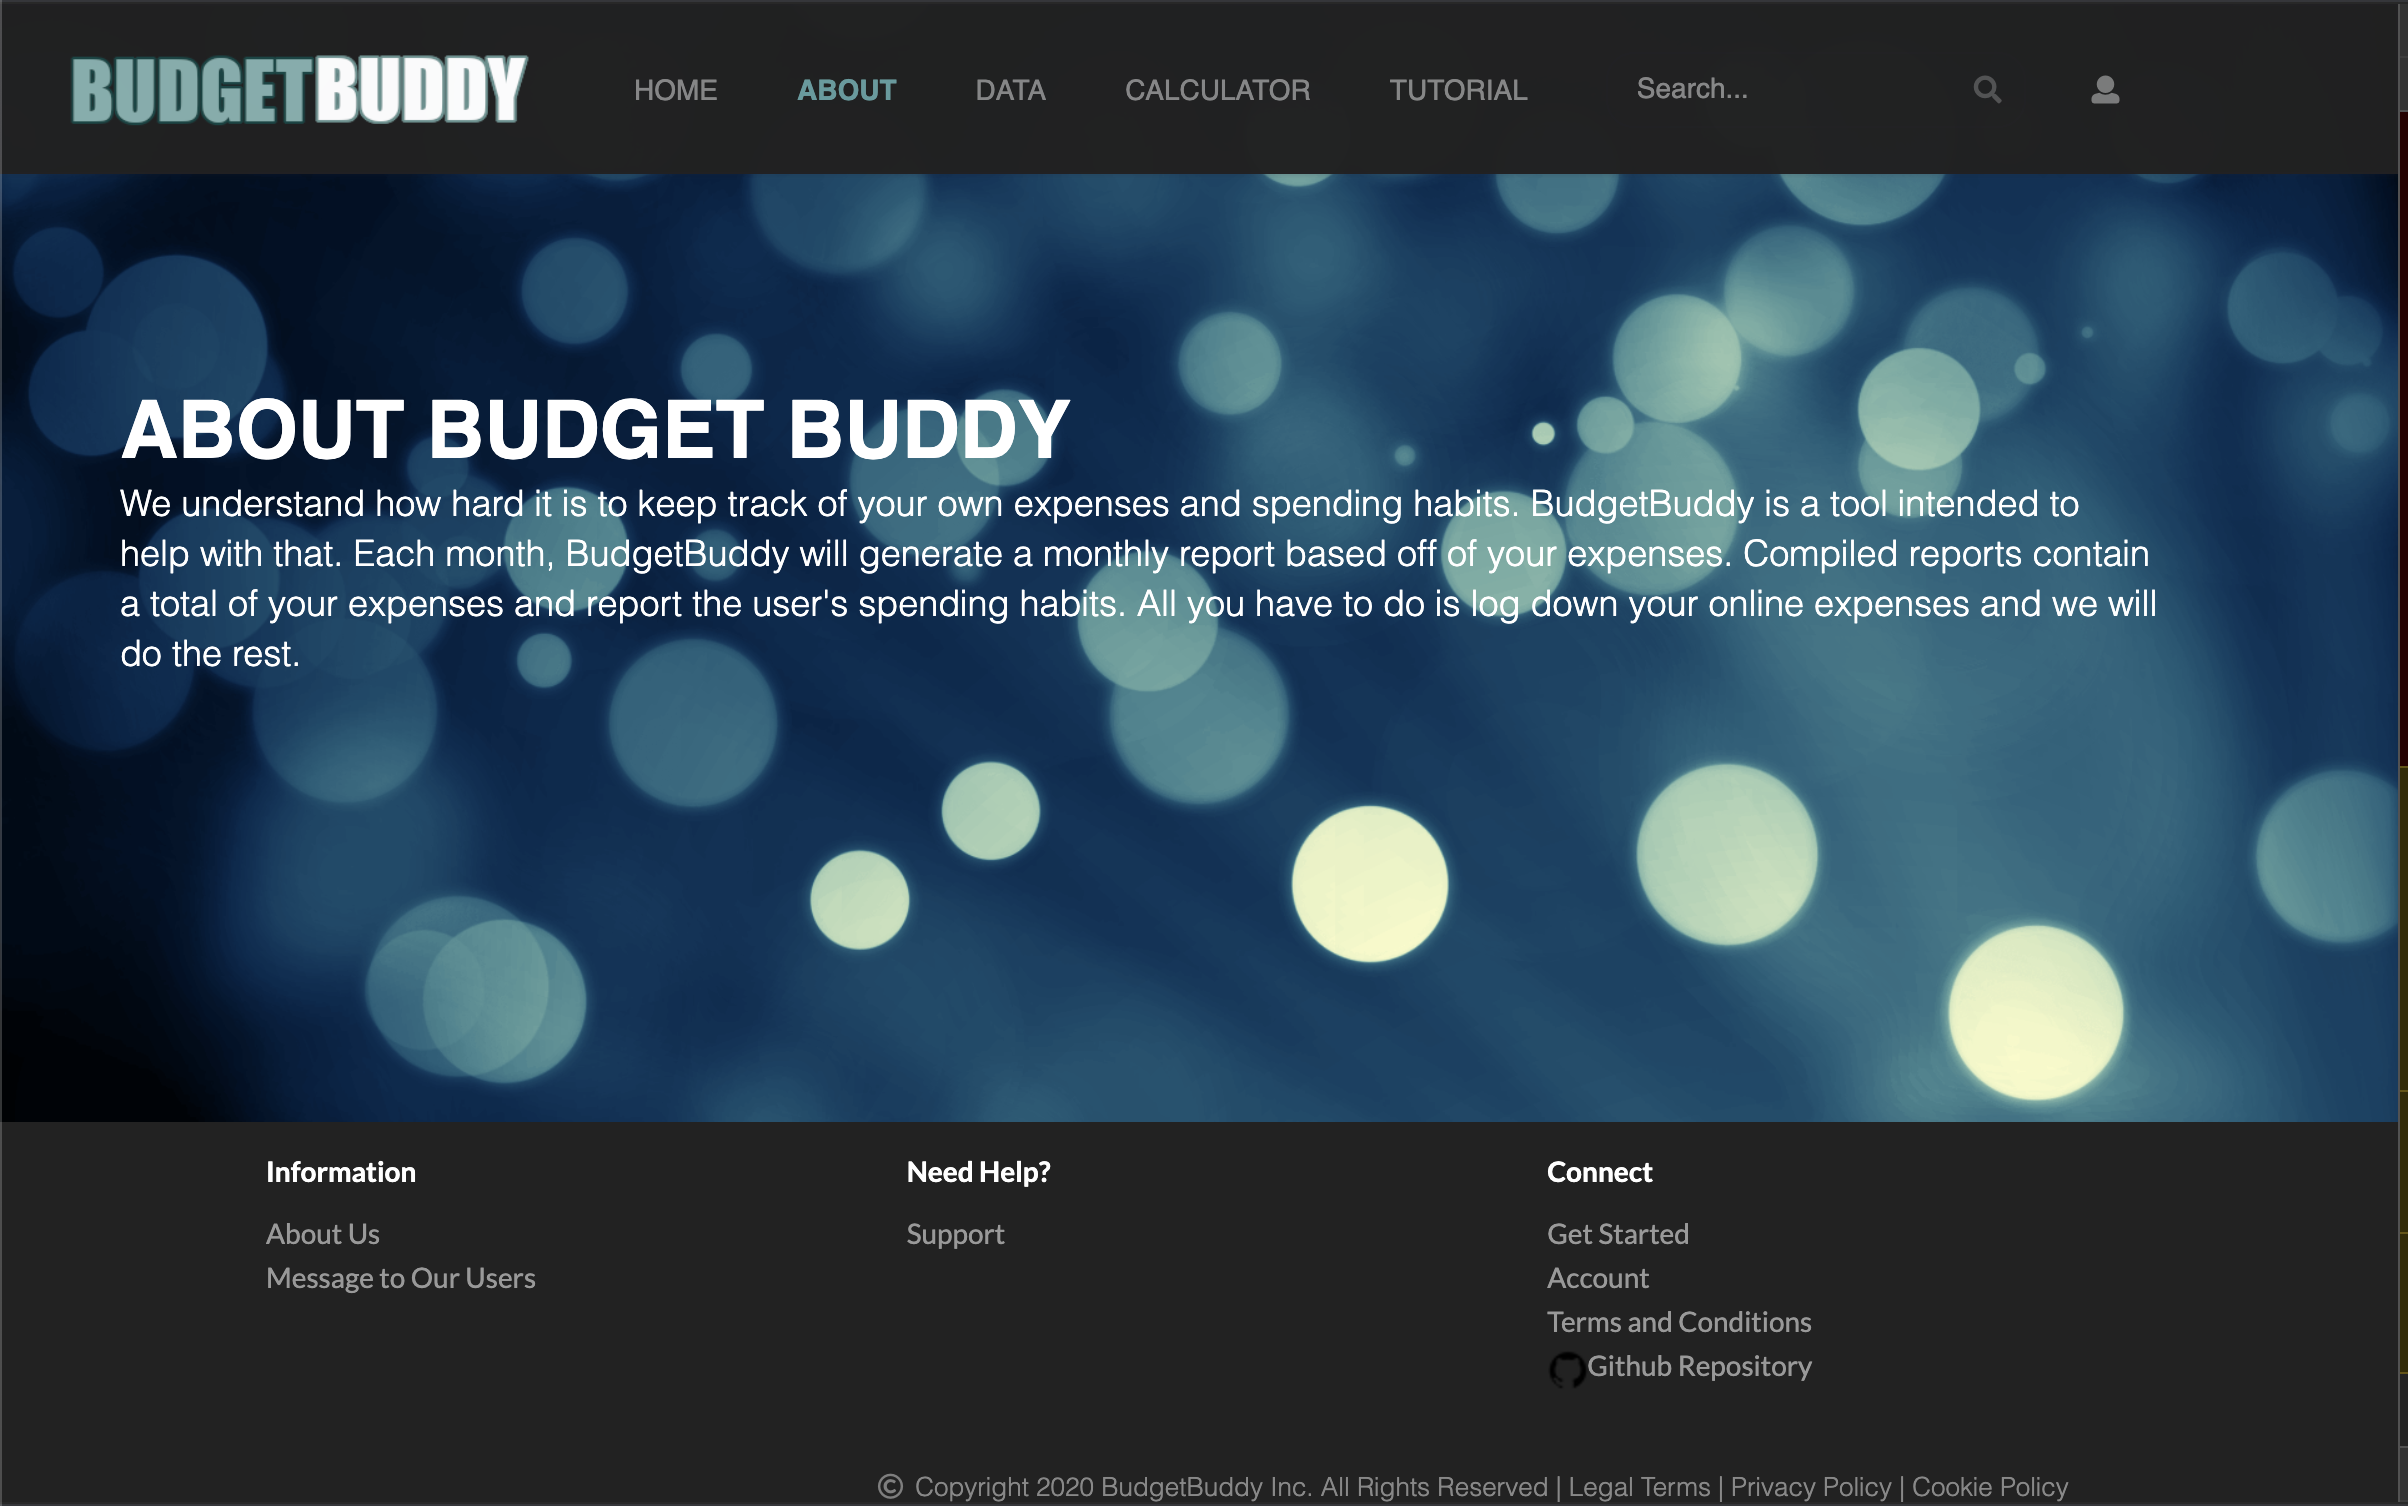 BUDGETBUDDY
HOME ABOUT DATA CALCULATOR TUTORIAL Search...
ABOUT BUDGET BUDDY
We understand how hard it is to keep track of your own expenses and spending habits. BudgetBuddy is a tool intended to
help with that. Each month, BudgetBuddy will generate a monthly report based off of your expenses. Compiled reports contain
a total of your expenses and report the user's spending habits. All you have to do is log down your online expenses and we will
do the rest.
Information
About Us
Message to Our Users
Need Help?
Support
Connect
Get Started
Account
Terms and Conditions
Github Repository
© Copyright 2020 BudgetBuddy Inc. All Rights Reserved | Legal Terms | Privacy Policy | Cookie Policy